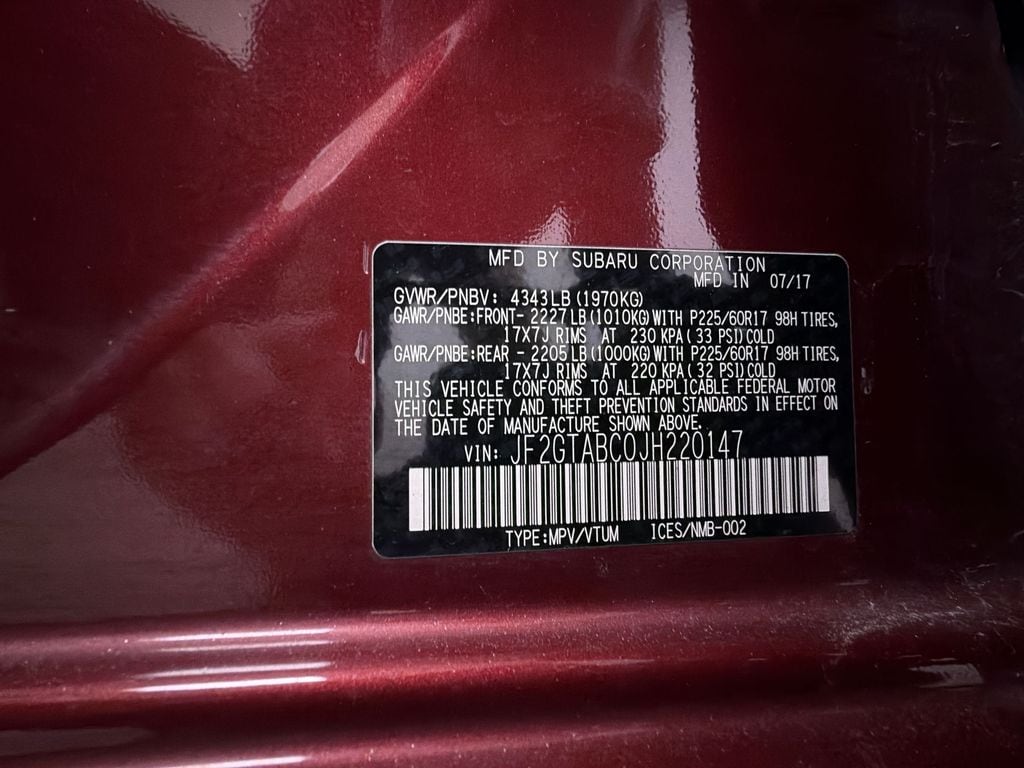 MFD BY SUBARU CORPORATION
MFD IN 07/17
GVWR/PNBV: 4343LB(1970KG)
GAWR/PNBE:FRONT- 2227LB(1010KG)WITH P225/60R17 98H TIRES,
17X7J RIMS AT 230 KPA(33 PSI)COLD
GAWR/PNBE:REAR - 2205LB(1000KG)WITH P225/60R17 98H TIRES,
17X7J RIMS AT 220 KPA(32 PSI)COLD
THIS VEHICLE CONFORMS TO ALL APPLICABLE FEDERAL MOTOR
VEHICLE SAFETY AND THEFT PREVENTION STANDARDS IN EFFECT ON
THE DATE OF MANUFACTURE SHOWN ABOVE.
VIN: JF2GTABC0JH220147
TYPE:MPV/VTUM ICES/NMB-002